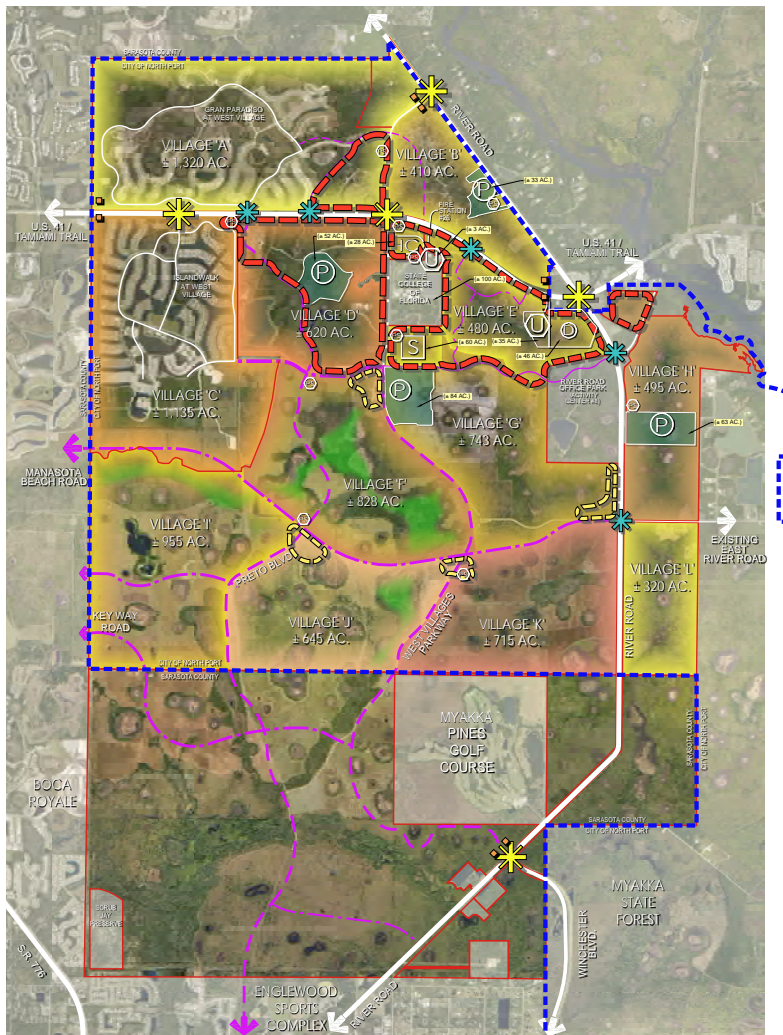 SARASOTA COUNTY
CITY OF NORTH PORT
GRAN PARADISO
AT WEST VILLAGE
VILLAGE 'A'
± 1,320 AC.
VILLAGE 'B'
± 410 AC.
RIVER ROAD
(± 33 AC.)
P
U.S. 41 /
TAMIAMI TRAIL
FIRE
STATION
(± 3 AC.)
U.S. 41 /
TAMIAMI TRAIL
(± 52 AC.)
(± 28 AC.)
U
P
ISLANDWALK
AT WEST
VILLAGE
STATE
COLLEGE
OF
FLORIDA
(± 100 AC.)
VILLAGE 'D'
± 620 AC.
VILLAGE 'E'
± 480 AC.
U
S
(± 60 AC.)
(± 35 AC.)
(± 46 AC.)
SARASOTA COUNTY
CITY OF NORTH PORT
VILLAGE 'C'
± 1,135 AC.
P
(± 84 AC.)
RIVER ROAD
OFFICE PARK
(ACTIVITY
VILLAGE 'H'
± 495 AC.
VILLAGE 'G'
± 743 AC.
P
(± 63 AC.)
MANASOTA
BEACH ROAD
VILLAGE 'F'
± 828 AC.
VILLAGE 'I'
± 955 AC.
EXISTING
EAST
RIVER ROAD
PRETO BLVD
VILLAGE 'L'
± 320 AC.
KEY WAY
ROAD
VILLAGE 'J'
± 645 AC.
WEST VILLAGES
PARKWAY
VILLAGE 'K'
± 715 AC.
RIVER ROAD
CITY OF NORTH PORT
SARASOTA COUNTY
MYAKKA
PINES
GOLF
COURSE
SARASOTA COUNTY
CITY OF NORTH PORT
BOCA
ROYALE
SARASOTA COUNTY
CITY OF NORTH PORT
MYAKKA
STATE
FOREST
SCRUB
JAY
PRESERVE
S.R. 776
WINCHESTER
BLVD.
RIVER ROAD
ENGLEWOOD
SPORTS
COMPLEX